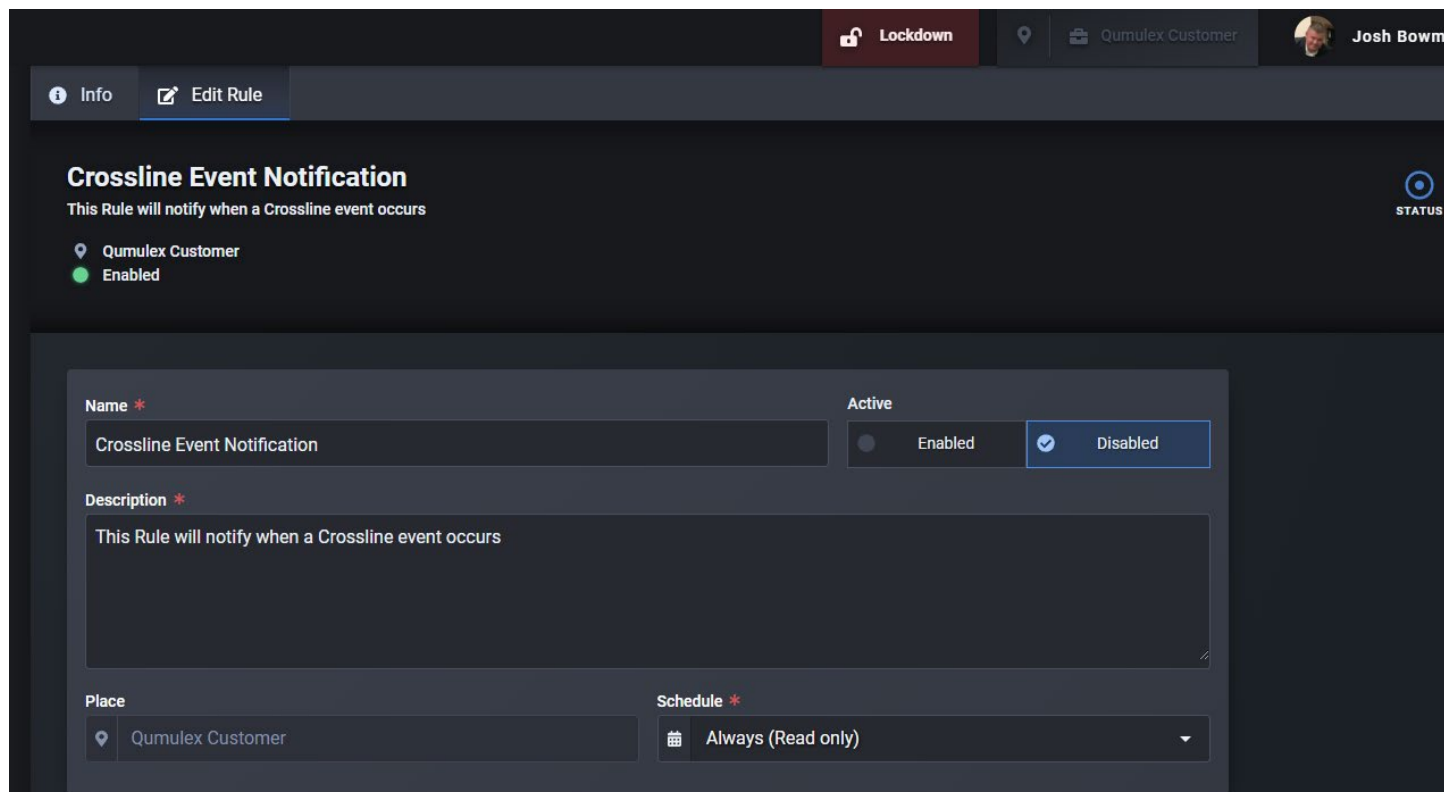 Lockdown
Qumulex Customer
Josh Bowm
Info
Edit Rule
Crossline Event Notification
This Rule will notify when a Crossline event occurs
STATUS
Qumulex Customer
Enabled
Name *
Active
Crossline Event Notification
Enabled
Disabled
Description *
This Rule will notify when a Crossline event occurs
Place
Schedule *
Qumulex Customer
Always (Read only)